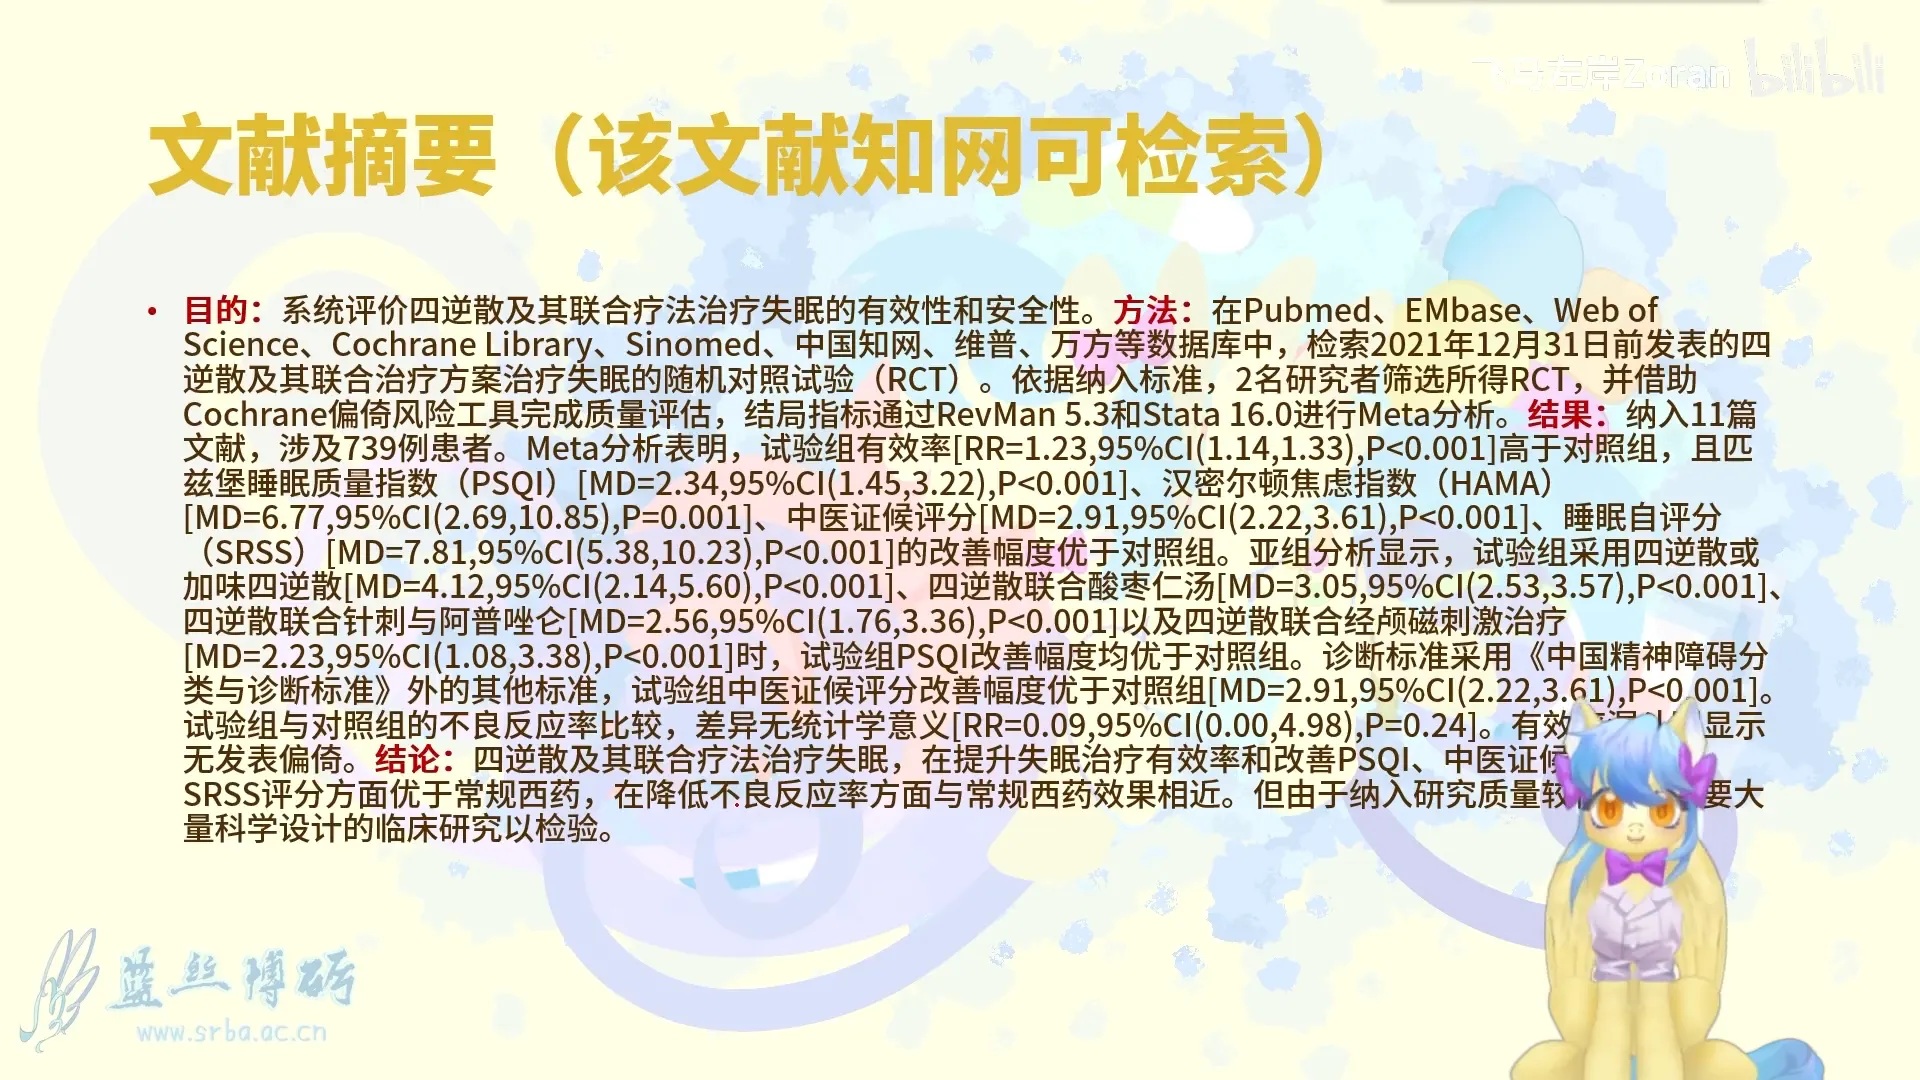 左岸Zoran bilibili
文献摘要（该文献知网可检索）
• 目的：系统评价四逆散及其联合疗法治疗失眠的有效性和安全性。方法：在Pubmed、EMbase、Web of
Science、Cochrane Library、Sinomed、中国知网、维普、万方等数据库中，检索2021年12月31日前发表的四
逆散及其联合治疗方案治疗失眠的随机对照试验（RCT）。依据纳入标准，2名研究者筛选所得RCT，并借助
Cochrane偏倚风险工具完成质量评估，结局指标通过RevMan 5.3和Stata 16.0进行Meta分析。结果：纳入11篇
文献，涉及739例患者。Meta分析表明，试验组有效率[RR=1.23,95%CI(1.14,1.33),P<0.001]高于对照组，且匹
兹堡睡眠质量指数（PSQI）[MD=2.34,95%CI(1.45,3.22),P<0.001]、汉密尔顿焦虑指数（HAMA）
[MD=6.77,95%CI(2.69,10.85),P=0.001]、中医证候评分[MD=2.91,95%CI(2.22,3.61),P<0.001]、睡眠自评分
（SRSS）[MD=7.81,95%CI(5.38,10.23),P<0.001]的改善幅度优于对照组。亚组分析显示，试验组采用四逆散或
加味四逆散[MD=4.12,95%CI(2.14,5.60),P<0.001]、四逆散联合酸枣仁汤[MD=3.05,95%CI(2.53,3.57),P<0.001]、
四逆散联合针刺与阿普唑仑[MD=2.56,95%CI(1.76,3.36),P<0.001]以及四逆散联合经颅磁刺激治疗
[MD=2.23,95%CI(1.08,3.38),P<0.001]时，试验组PSQI改善幅度均优于对照组。诊断标准采用《中国精神障碍分
类与诊断标准》外的其他标准，试验组中医证候评分改善幅度优于对照组[MD=2.91,95%CI(2.22,3.61),P<0.001]。
试验组与对照组的不良反应率比较，差异无统计学意义[RR=0.09,95%CI(0.00,4.98),P=0.24]。有效 显示
无发表偏倚。结论：四逆散及其联合疗法治疗失眠，在提升失眠治疗有效率和改善PSQI、中医证候
SRSS评分方面优于常规西药，在降低不良反应率方面与常规西药效果相近。但由于纳入研究质量较 要大
量科学设计的临床研究以检验。
蓝丝博砺
www.srba.ac.cn